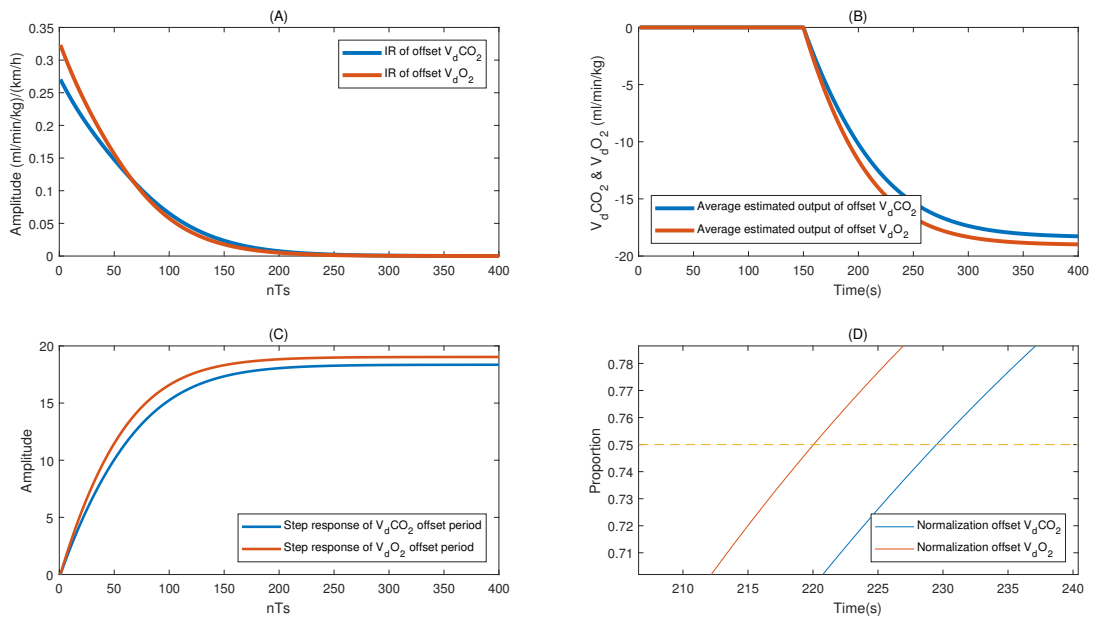 (A)
Amplitude (ml/min/kg)/(km/h)
0.35
0.3
0.25
0.2
0.15
0.1
0.05
0
IR of offset VdCO2
IR of offset VdO2
0 50 100 150 200 250 300 350 400
nTs
(B)
VdCO2 & VdO2 (ml/min/kg)
0
-5
-10
-15
-20
Average estimated output of offset VdCO2
Average estimated output of offset VdO2
0 50 100 150 200 250 300 350 400
Time(s)
(C)
Amplitude
20
15
10
5
0
Step response of VdCO2 offset period
Step response of VdO2 offset period
0 50 100 150 200 250 300 350 400
nTs
(D)
Proportion
0.78
0.77
0.76
0.75
0.74
0.73
0.72
0.71
Normalization offset VdCO2
Normalization offset VdO2
210 215 220 225 230 235 240
Time(s)